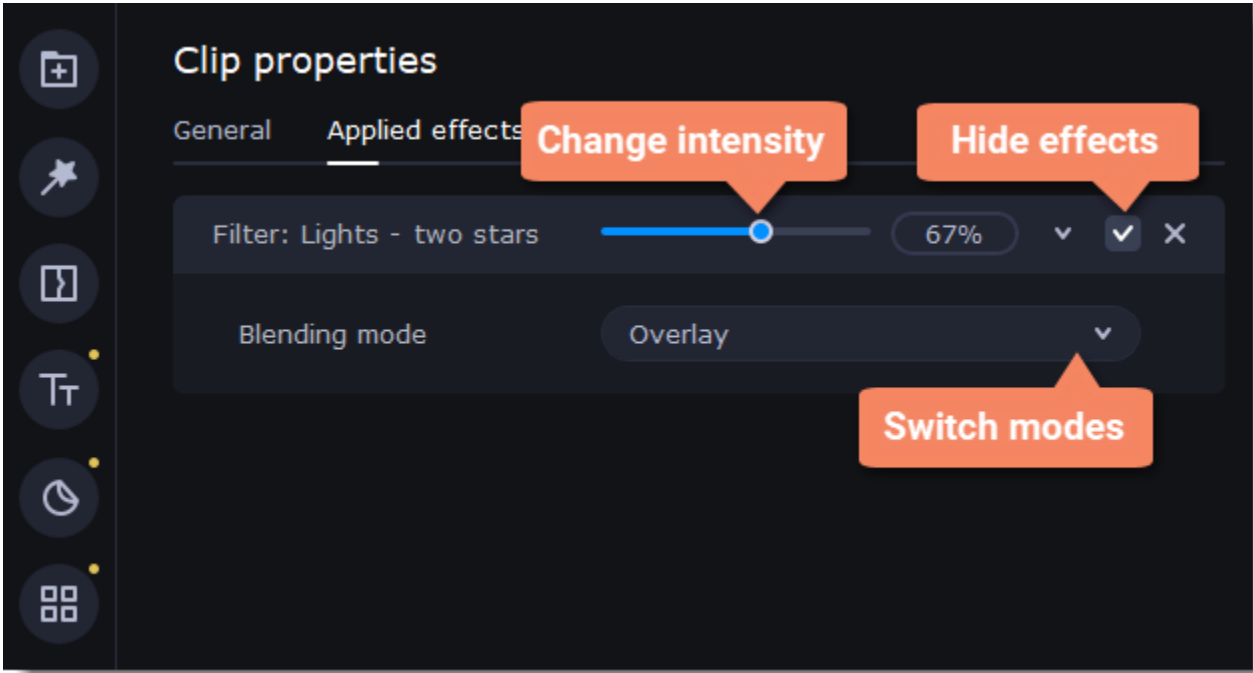 Clip properties
General Applied effects
Change intensity
Hide effects
Filter: Lights - two stars 67%
Blending mode Overlay
Switch modes